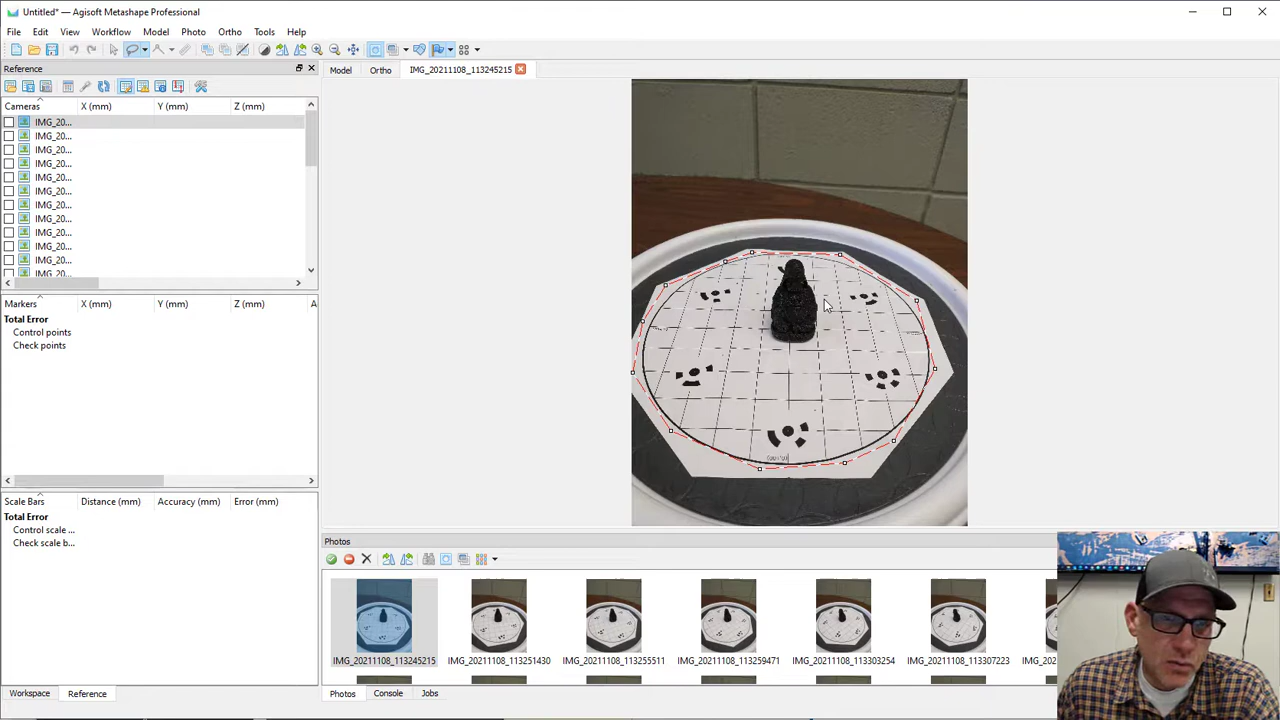 Untitled* — Agisoft Metashape Professional
File Edit View Workflow Model Photo Ortho Tools Help
Reference
Model Ortho IMG_20211108_113245215
Cameras X (mm) Y (mm) Z (mm)
IMG_20...
IMG_20...
IMG_20...
IMG_20...
IMG_20...
IMG_20...
IMG_20...
IMG_20...
IMG_20...
IMG_20...
IMG_20...
IMG_20...
Markers X (mm) Y (mm) Z (mm) A
Total Error
Control points
Check points
Scale Bars Distance (mm) Accuracy (mm) Error (mm)
Total Error
Control scale ...
Check scale b...
Photos
IMG_20211108_113245215 IMG_20211108_113251430 IMG_20211108_113255511 IMG_20211108_113259471 IMG_20211108_113303254 IMG_20211108_113307223
Workspace Reference
Photos Console Jobs